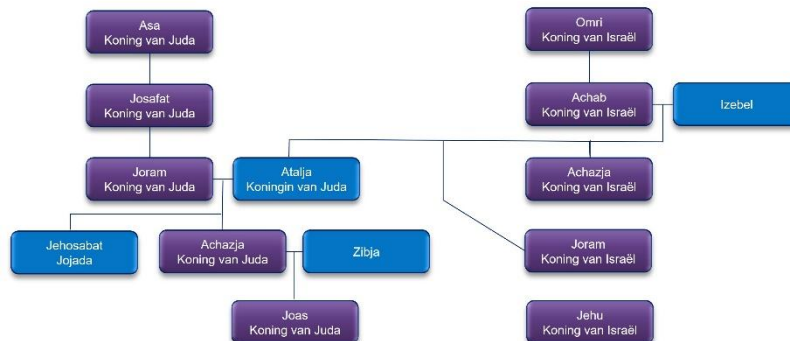 Asa
Koning van Juda
Omri
Koning van Israël
Josafat
Koning van Juda
Achab
Koning van Israël
Izebel
Joram
Koning van Juda
Atalja
Koningin van Juda
Achazja
Koning van Israël
Jehosabat
Jojada
Achazja
Koning van Juda
Zibja
Joram
Koning van Israël
Joas
Koning van Juda
Jehu
Koning van Israël